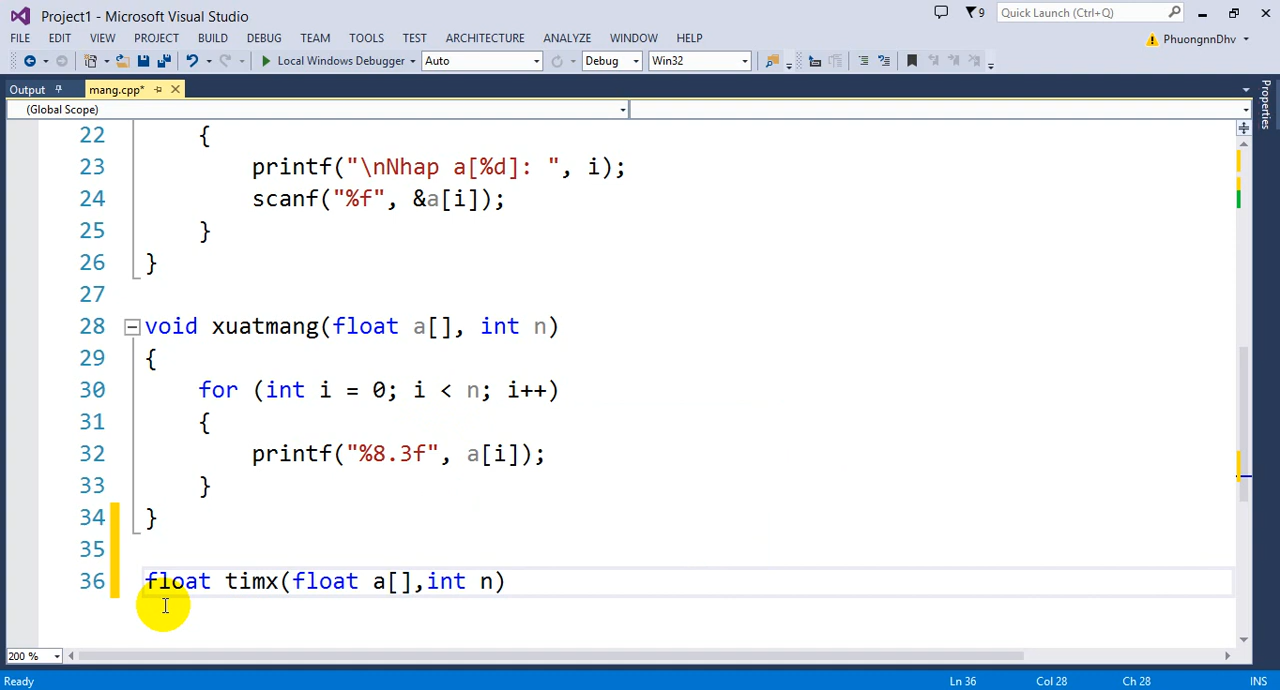 Project1 - Microsoft Visual Studio
9
Quick Launch (Ctrl+Q)
FILE EDIT VIEW PROJECT BUILD DEBUG TEAM TOOLS TEST ARCHITECTURE ANALYZE WINDOW HELP
PhuongnnDhv
Local Windows Debugger Auto Debug Win32
Output mang.cpp*
(Global Scope)
Properties
22 {
23 printf("\nNhap a[%d]: ", i);
24 scanf("%f", &a[i]);
25 }
26 }
27
28 void xuatmang(float a[], int n)
29 {
30 for (int i = 0; i < n; i++)
31 {
32 printf("%8.3f", a[i]);
33 }
34 }
35
36 float timx(float a[],int n)
200 %
Ready Ln 36 Col 28 Ch 28 INS